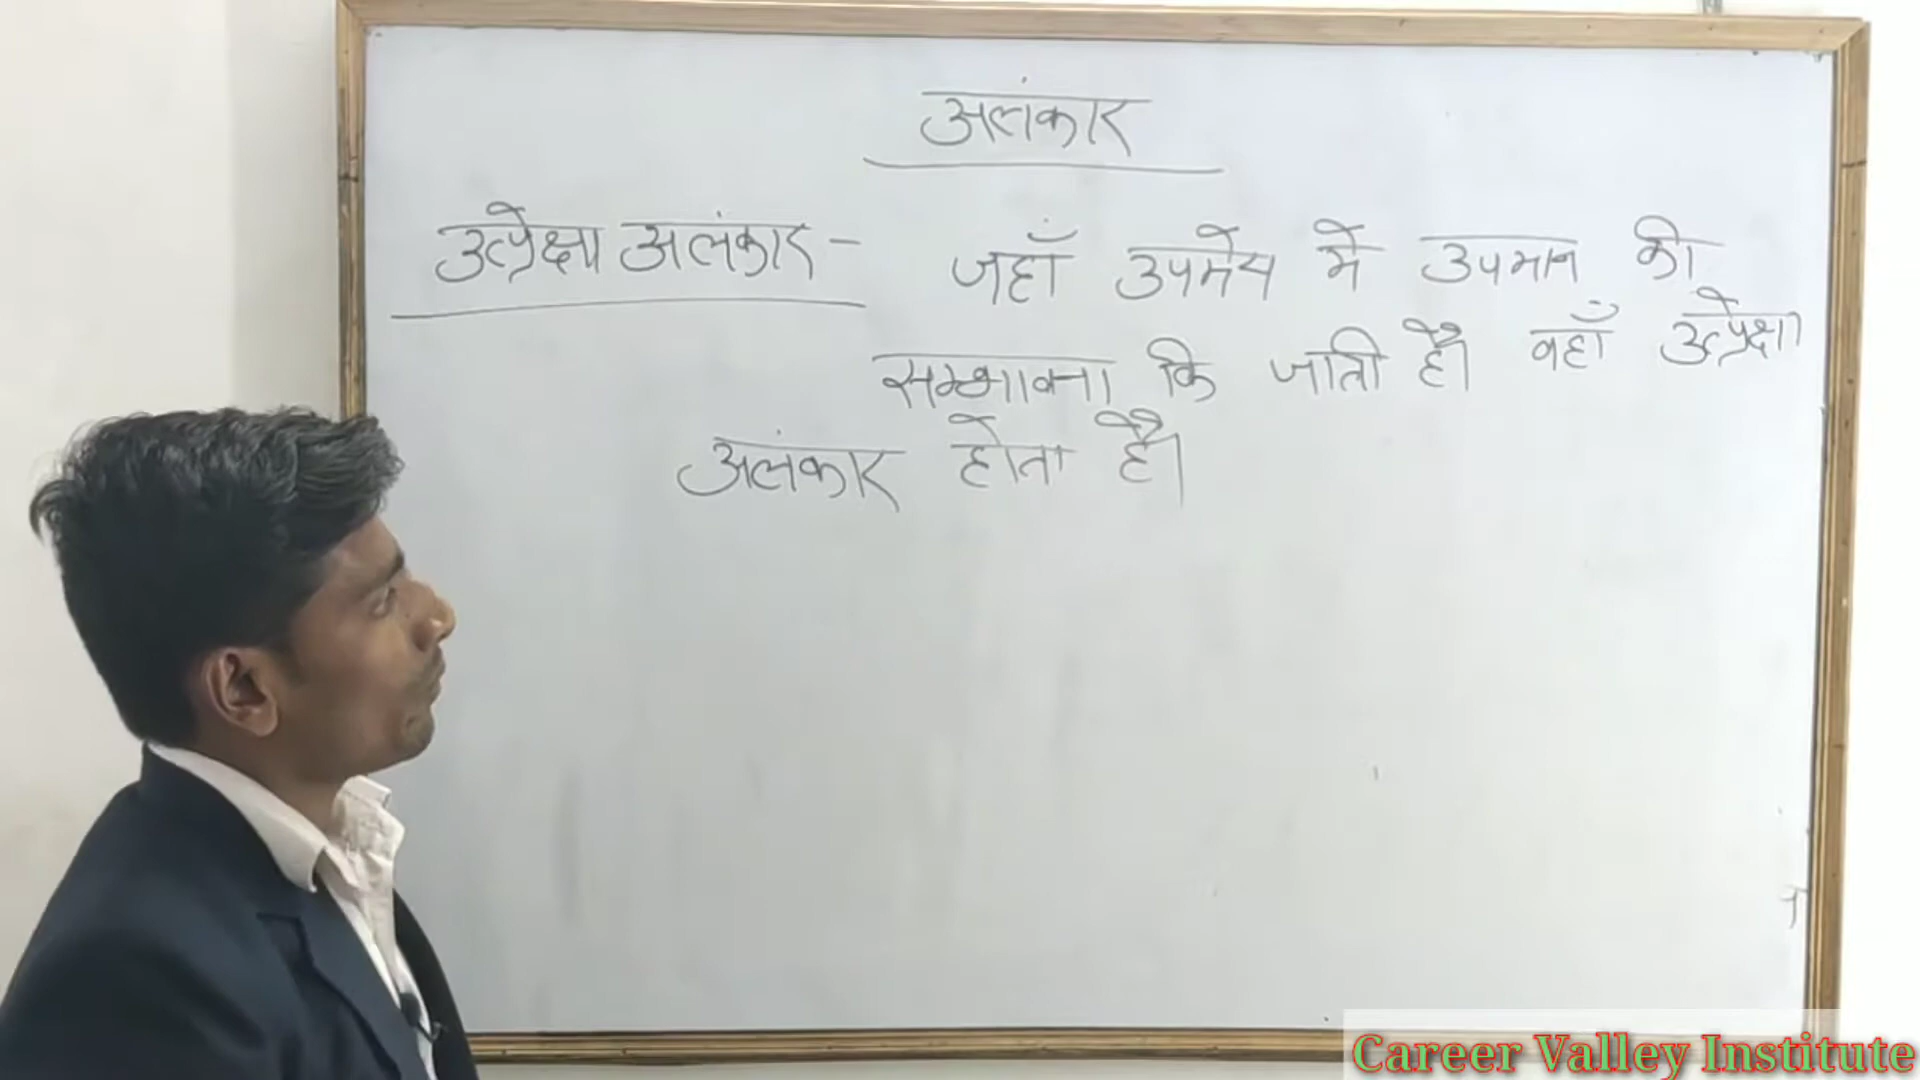 अलंकार
उत्प्रेक्षा अलंकार - जहाँ उपमेय मे उपमान की
सम्भावना कि जाती है। वहाँ उत्प्रेक्षा
अलंकार होता है।
Career Valley Institute